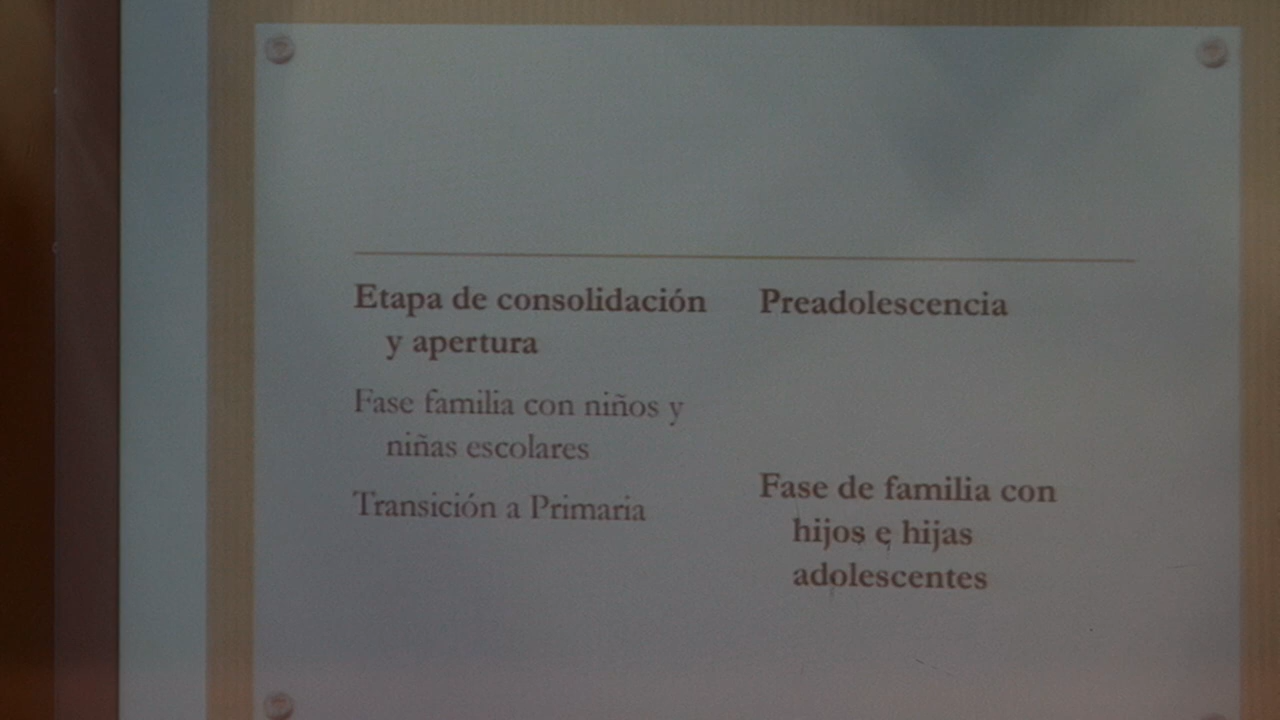 Etapa de consolidación
y apertura
Fase familia con niños y
niñas escolares
Transición a Primaria
Preadolescencia
Fase de familia con
hijos e hijas
adolescentes